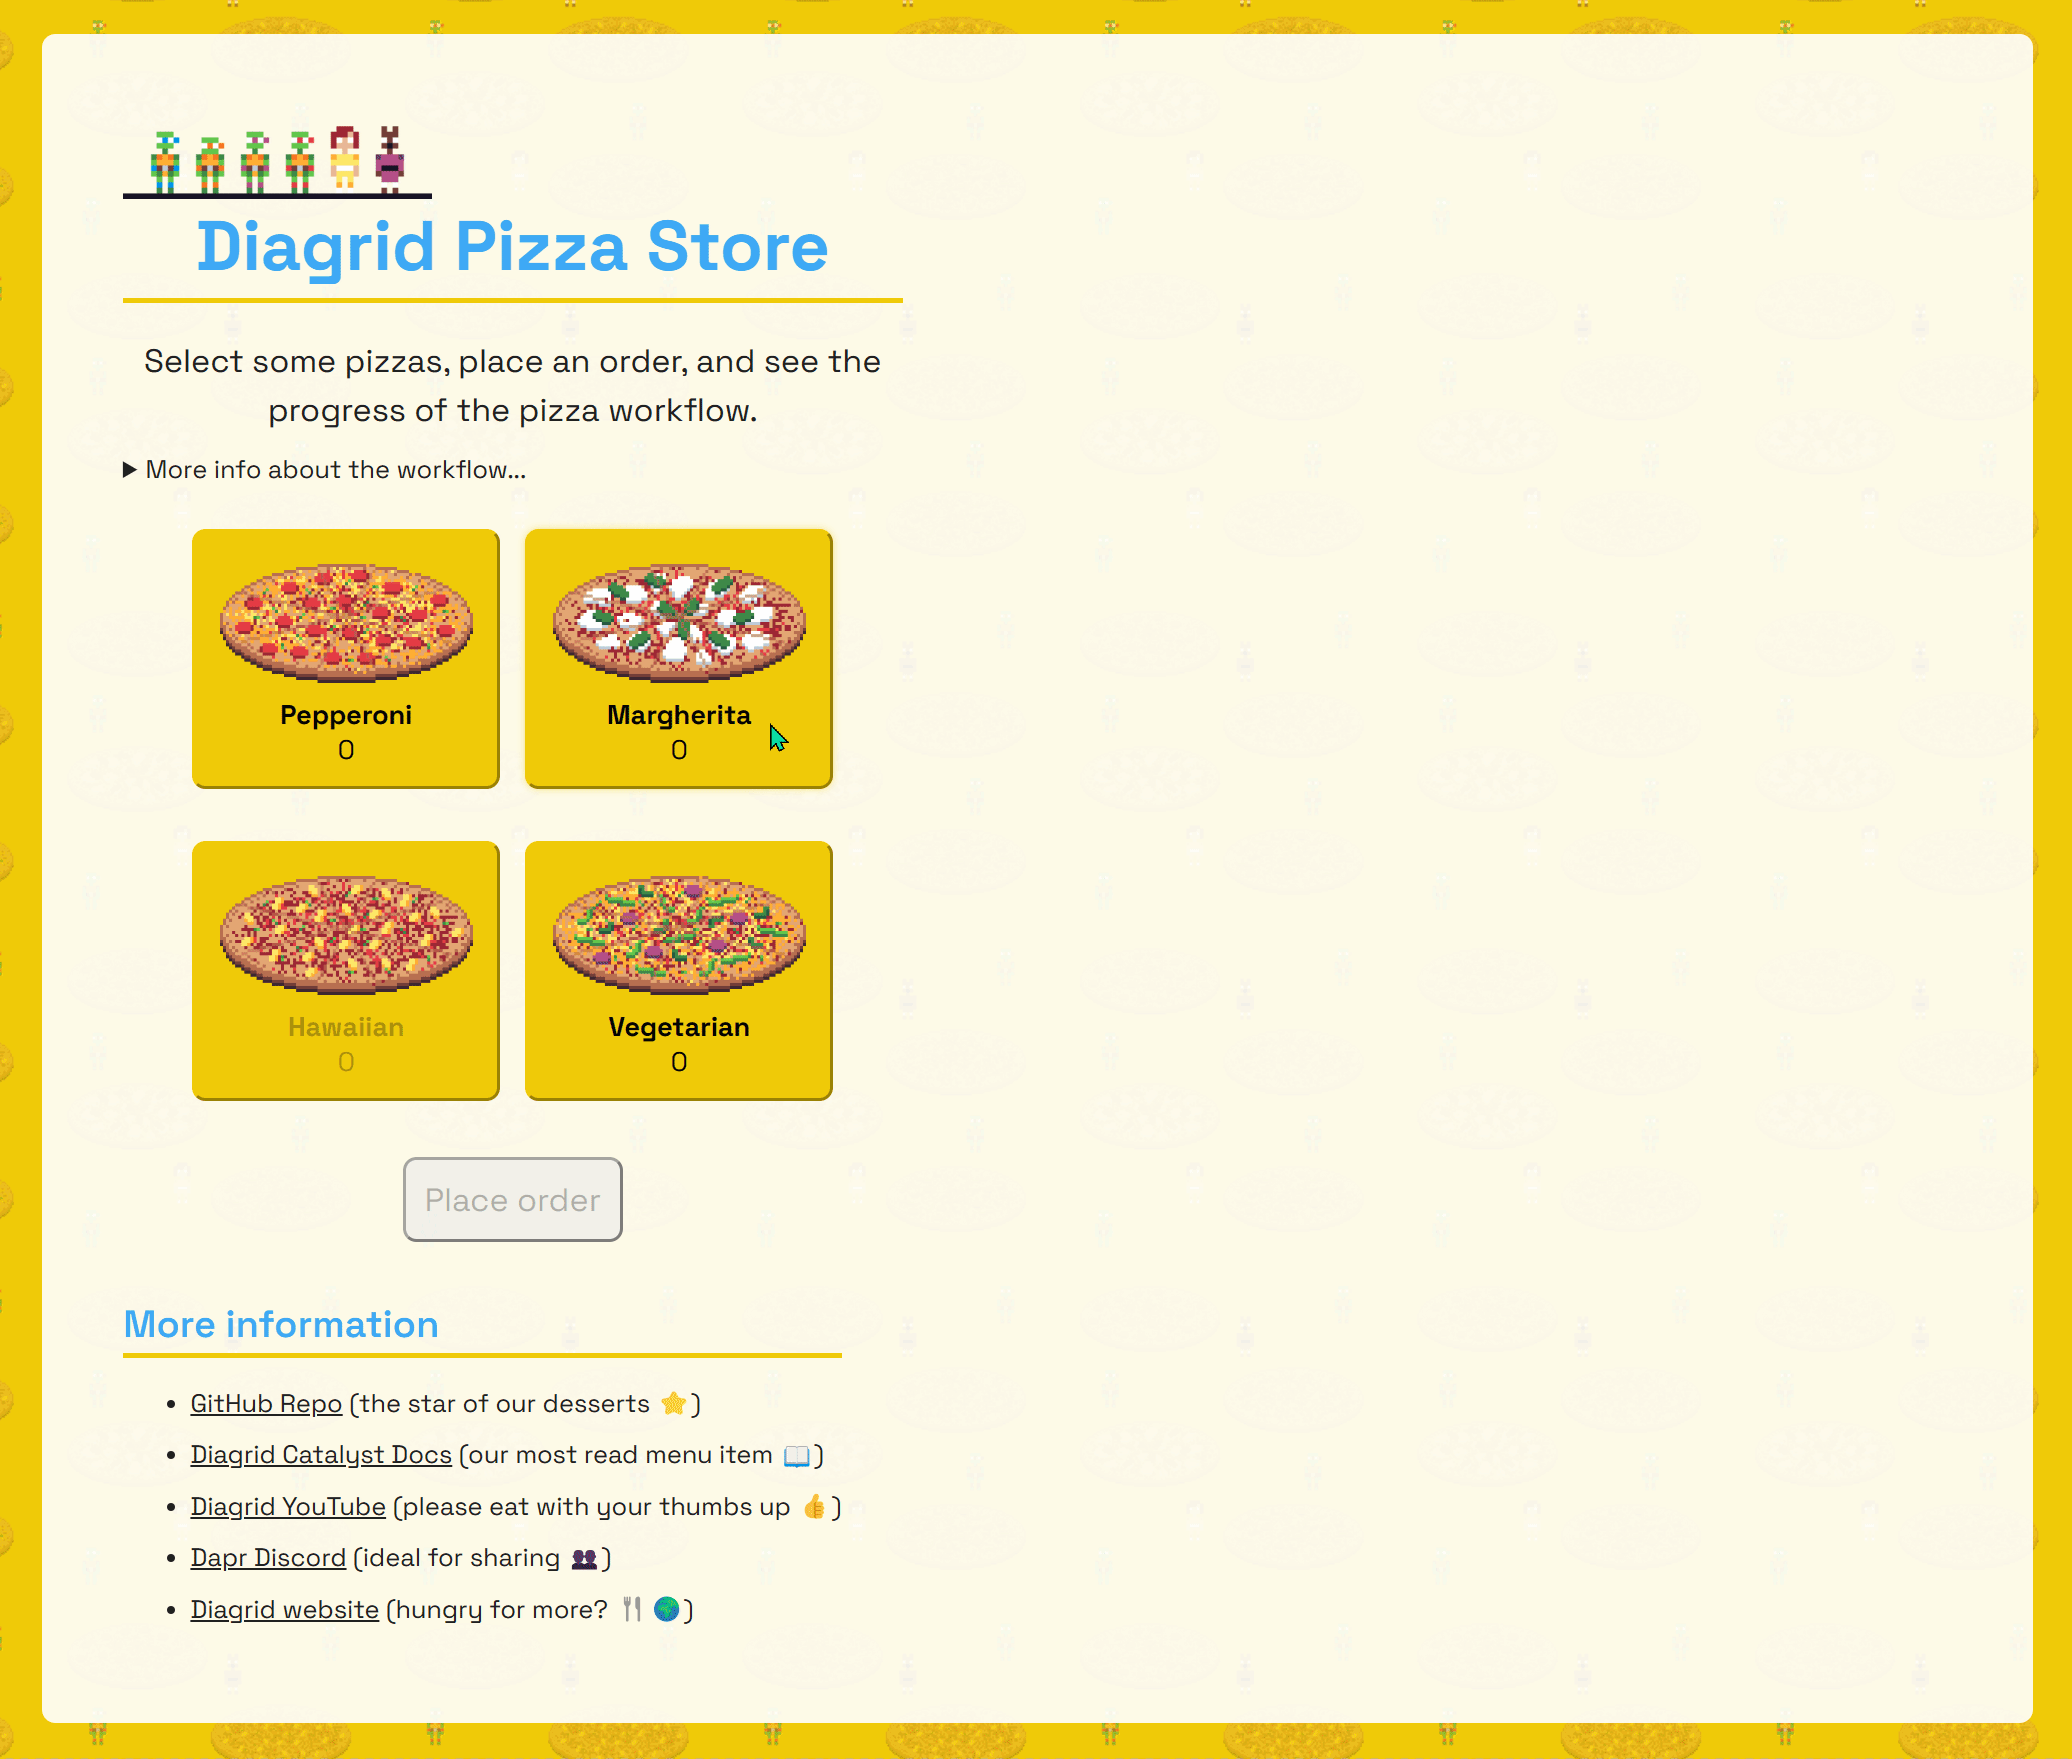 Diagrid Pizza Store
Select some pizzas, place an order, and see the
progress of the pizza workflow.
More info about the workflow...
Pepperoni
0
Margherita
0
Hawaiian
0
Vegetarian
0
Place order
More information
GitHub Repo (the star of our desserts ⭐)
Diagrid Catalyst Docs (our most read menu item 📖)
Diagrid YouTube (please eat with your thumbs up 👍)
Dapr Discord (ideal for sharing 👥)
Diagrid website (hungry for more? 🍴 🌍)